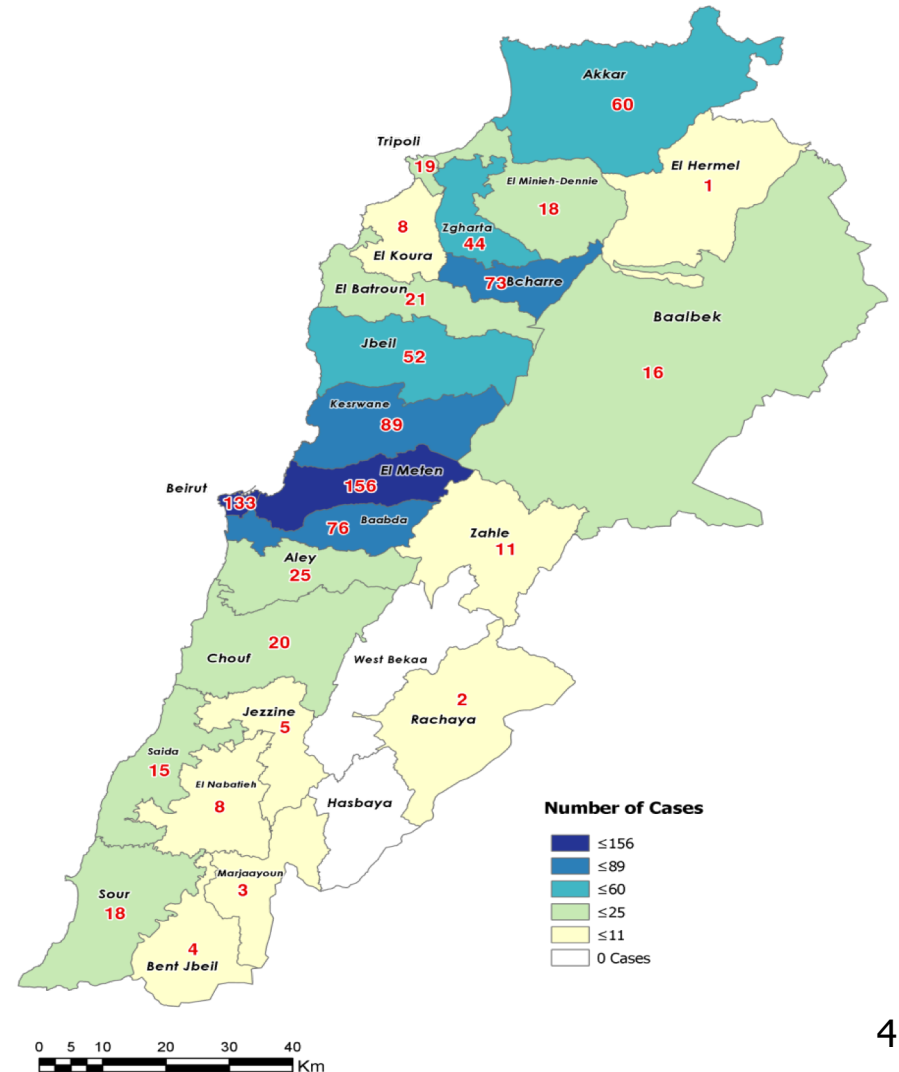 Akkar
60
Tripoli
19
El Hermel
1
El Minieh-Dennie
18
8
El Koura
Zgharta
44
73 Bcharre
El Batroun
21
Baalbek
16
Jbeil
52
Kesrwane
89
El Meten
156
Beirut
133
76 Baabda
Zahle
11
Aley
25
20
Chouf
West Bekaa
2
Rachaya
Jezzine
5
Saida
15
El Nabatieh
8
Hasbaya
Marjaayoun
3
Sour
18
4
Bent Jbeil
Number of Cases
≤156
≤89
≤60
≤25
≤11
0 Cases
4
0 5 10 20 30 40
Km